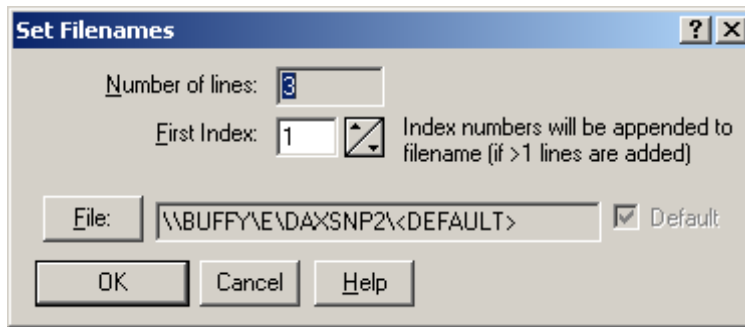 Set Filenames
Number of lines: 3
First Index: 1 Index numbers will be appended to
filename (if >1 lines are added)
File: \\BUFFY\E\DAXSNP2\<DEFAULT> Default
OK Cancel Help